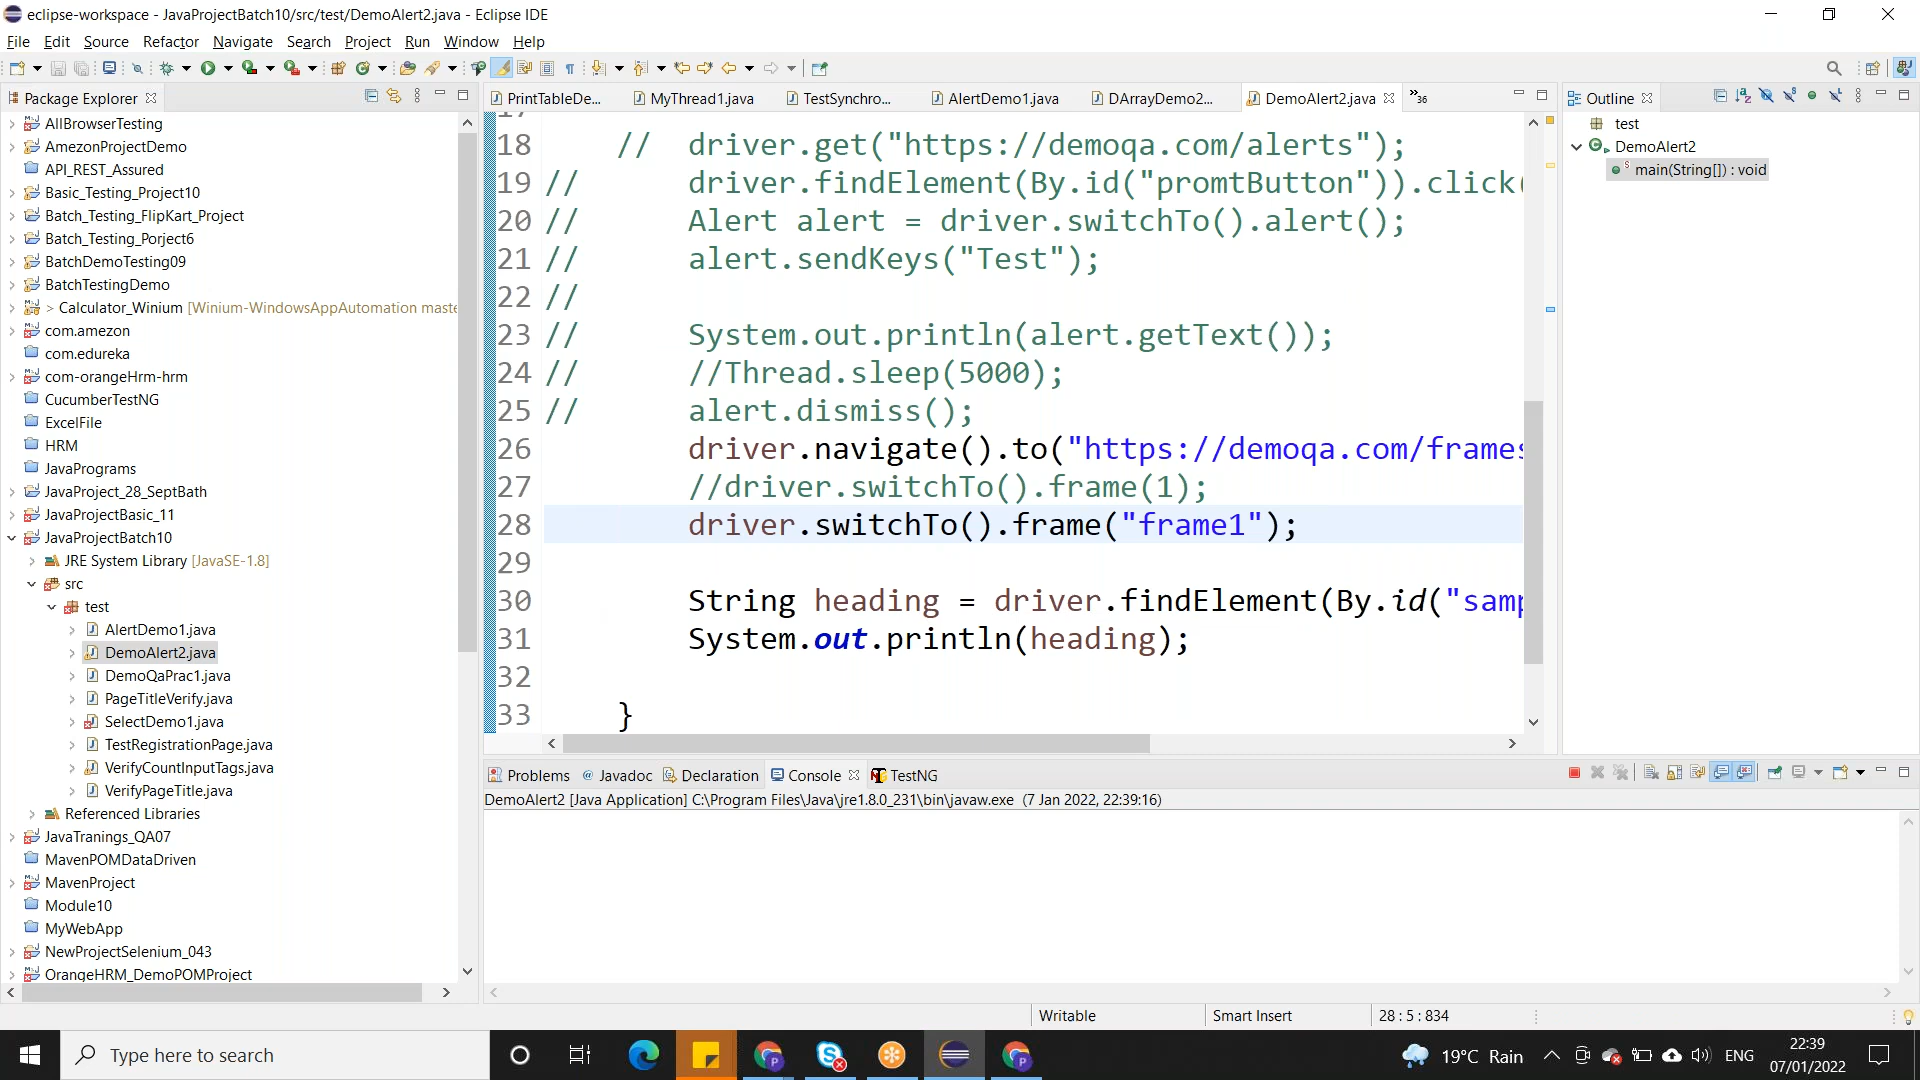 eclipse-workspace - JavaProjectBatch10/src/test/DemoAlert2.java - Eclipse IDE
File Edit Source Refactor Navigate Search Project Run Window Help
Package Explorer
AllBrowserTesting
AmezonProjectDemo
API_REST_Assured
Basic_Testing_Project10
Batch_Testing_FlipKart_Project
Batch_Testing_Porject6
BatchDemoTesting09
BatchTestingDemo
> Calculator_Winium [Winium-WindowsAppAutomation maste
com.amezon
com.edureka
com-orangeHrm-hrm
CucumberTestNG
ExcelFile
HRM
JavaPrograms
JavaProject_28_SeptBath
JavaProjectBasic_11
JavaProjectBatch10
JRE System Library [JavaSE-1.8]
src
test
AlertDemo1.java
DemoAlert2.java
DemoQaPrac1.java
PageTitleVerify.java
SelectDemo1.java
TestRegistrationPage.java
VerifyCountInputTags.java
VerifyPageTitle.java
Referenced Libraries
JavaTranings_QA07
MavenPOMDataDriven
MavenProject
Module10
MyWebApp
NewProjectSelenium_043
OrangeHRM_DemoPOMProject
PrintTableDe... MyThread1.java TestSynchro... AlertDemo1.java DArrayDemo2... DemoAlert2.java »36
18 // driver.get("https://demoqa.com/alerts");
19 // driver.findElement(By.id("promtButton")).click(
20 // Alert alert = driver.switchTo().alert();
21 // alert.sendKeys("Test");
22 //
23 // System.out.println(alert.getText());
24 // //Thread.sleep(5000);
25 // alert.dismiss();
26 driver.navigate().to("https://demoqa.com/frames
27 //driver.switchTo().frame(1);
28 driver.switchTo().frame("frame1");
29
30 String heading = driver.findElement(By.id("samp
31 System.out.println(heading);
32
33 }
Outline
test
DemoAlert2
main(String[]) : void
Problems @ Javadoc Declaration Console TestNG
DemoAlert2 [Java Application] C:\Program Files\Java\jre1.8.0_231\bin\javaw.exe (7 Jan 2022, 22:39:16)
Writable Smart Insert 28 : 5 : 834
Type here to search
19°C Rain ENG
22:39
07/01/2022